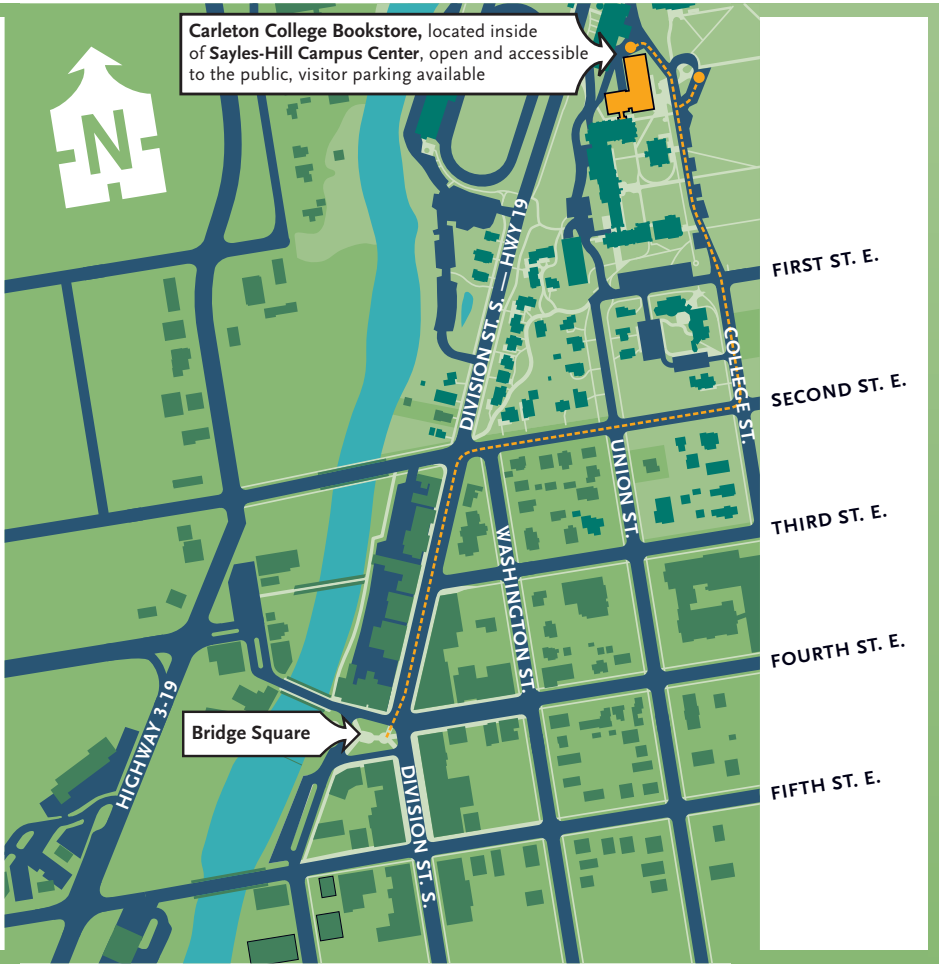 Carleton College Bookstore, located inside
of Sayles-Hill Campus Center, open and accessible
to the public, visitor parking available
N
DIVISION ST. S. — HWY 19
FIRST ST. E.
COLLEGE ST.
SECOND ST. E.
UNION ST.
THIRD ST. E.
WASHINGTON ST.
FOURTH ST. E.
HIGHWAY 3-19
Bridge Square
DIVISION ST. S.
FIFTH ST. E.